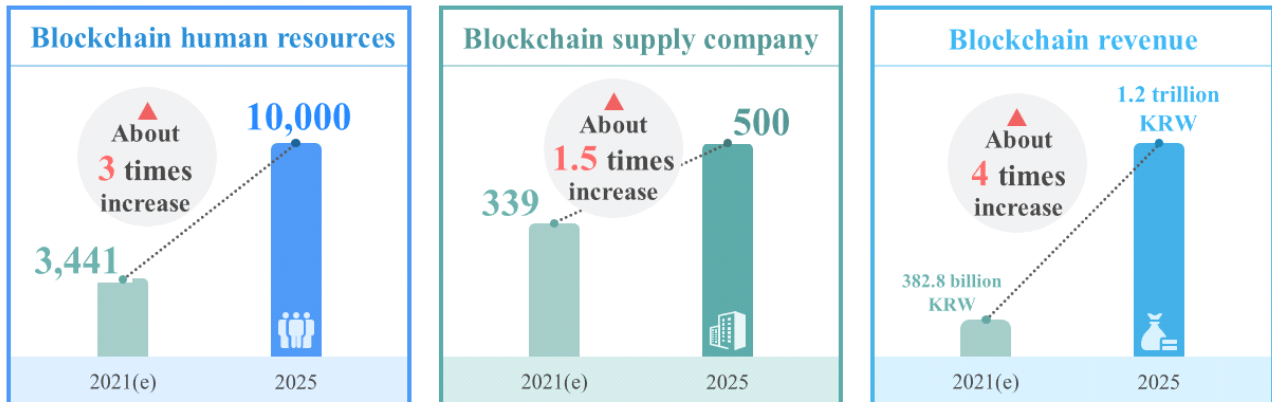 Blockchain human resources
About
3 times
increase
10,000
3,441
2021(e)
2025
Blockchain supply company
About
1.5 times
increase
500
339
2021(e)
2025
Blockchain revenue
About
4 times
increase
1.2 trillion
KRW
382.8 billion
KRW
2021(e)
2025